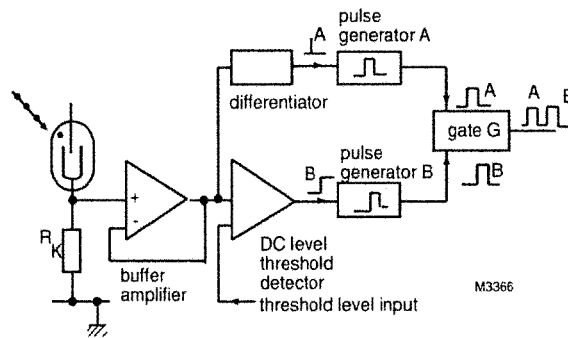 pulse
generator A
A
differentiator
A
A B
gate G
B
pulse
generator B
B
+
-
R K
buffer
amplifier
DC level
threshold
detector
threshold level input
M3366